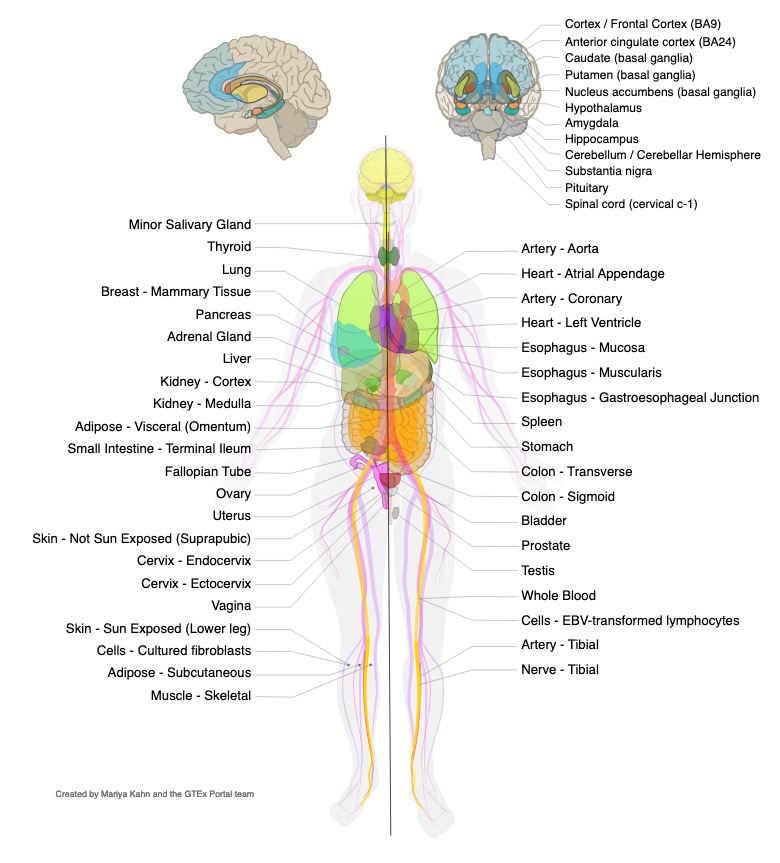 Cortex / Frontal Cortex (BA9)
Anterior cingulate cortex (BA24)
Caudate (basal ganglia)
Putamen (basal ganglia)
Nucleus accumbens (basal ganglia)
Hypothalamus
Amygdala
Hippocampus
Cerebellum / Cerebellar Hemisphere
Substantia nigra
Pituitary
Spinal cord (cervical c-1)
Minor Salivary Gland
Thyroid
Lung
Breast - Mammary Tissue
Pancreas
Adrenal Gland
Liver
Kidney - Cortex
Kidney - Medulla
Adipose - Visceral (Omentum)
Small Intestine - Terminal Ileum
Fallopian Tube
Ovary
Uterus
Skin - Not Sun Exposed (Suprapubic)
Cervix - Endocervix
Cervix - Ectocervix
Vagina
Skin - Sun Exposed (Lower leg)
Cells - Cultured fibroblasts
Adipose - Subcutaneous
Muscle - Skeletal
Artery - Aorta
Heart - Atrial Appendage
Artery - Coronary
Heart - Left Ventricle
Esophagus - Mucosa
Esophagus - Muscularis
Esophagus - Gastroesophageal Junction
Spleen
Stomach
Colon - Transverse
Colon - Sigmoid
Bladder
Prostate
Testis
Whole Blood
Cells - EBV-transformed lymphocytes
Artery - Tibial
Nerve - Tibial
Created by Mariya Kahn and the GTEx Portal team